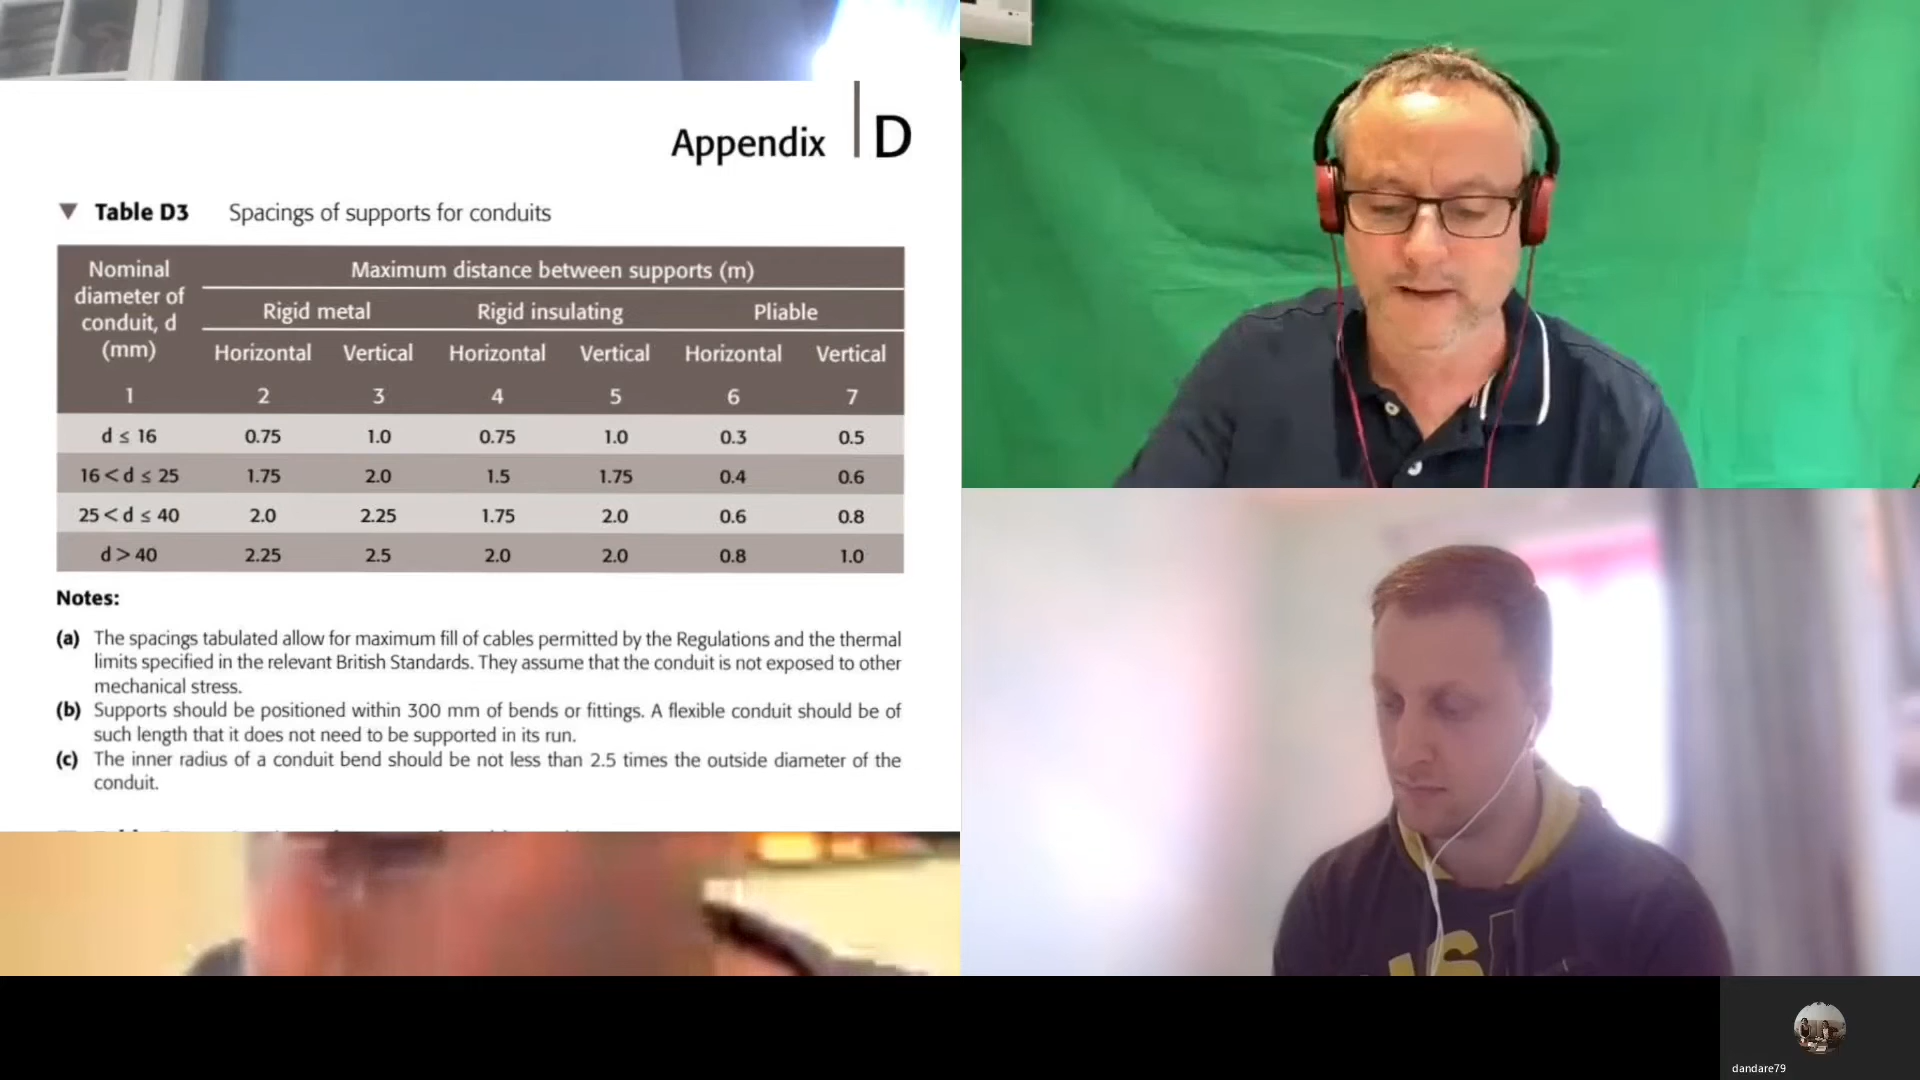 Appendix D
▼ Table D3 Spacings of supports for conduits
Nominal diameter of conduit, d (mm) Maximum distance between supports (m)
Rigid metal Rigid insulating Pliable
Horizontal Vertical Horizontal Vertical Horizontal Vertical
1 2 3 4 5 6 7
d ≤ 16 0.75 1.0 0.75 1.0 0.3 0.5
16 < d ≤ 25 1.75 2.0 1.5 1.75 0.4 0.6
25 < d ≤ 40 2.0 2.25 1.75 2.0 0.6 0.8
d > 40 2.25 2.5 2.0 2.0 0.8 1.0
Notes:
(a) The spacings tabulated allow for maximum fill of cables permitted by the Regulations and the thermal
limits specified in the relevant British Standards. They assume that the conduit is not exposed to other
mechanical stress.
(b) Supports should be positioned within 300 mm of bends or fittings. A flexible conduit should be of
such length that it does not need to be supported in its run.
(c) The inner radius of a conduit bend should be not less than 2.5 times the outside diameter of the
conduit.
dandare79